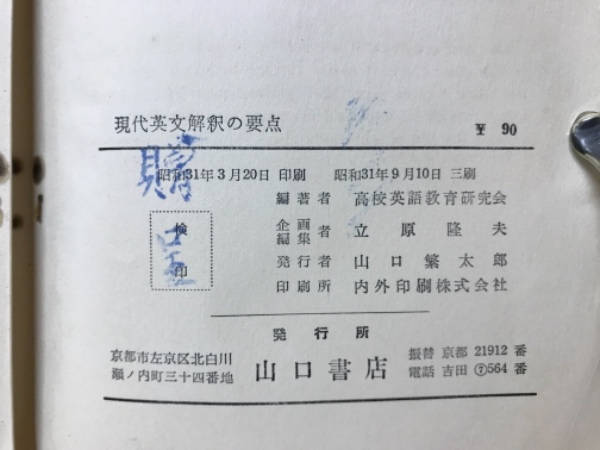 現代英文解釈の要点 ¥ 90
昭和31年3月20日 印刷 昭和31年9月10日 三刷
贈呈
検印
編著者 高校英語教育研究会
企画編集者 立原隆夫
発行者 山口繁太郎
印刷所 内外印刷株式会社
発行所
京都市左京区北白川
瀬ノ内町三十四番地
山口書店
振替 京都 21912 番
電話 吉田 ⑦564 番